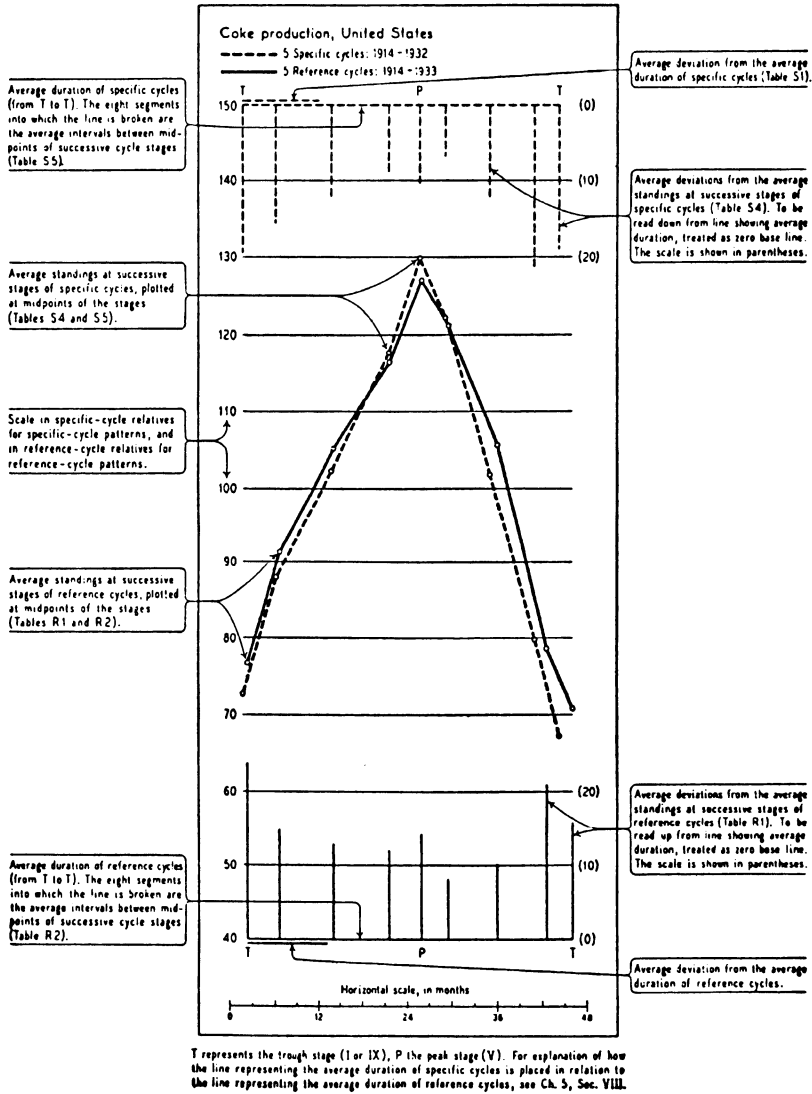 Coke production, United States
5 Specific cycles: 1914 - 1932
5 Reference cycles: 1914 - 1933
Average duration of specific cycles
(from T to T). The eight segments
into which the line is broken are
the average intervals between mid-
points of successive cycle stages
(Table S5).
Average deviation from the average
duration of specific cycles (Table S1)
T
P
T
150
(0)
140
(10)
130
(20)
120
110
100
90
80
70
60
(20)
50
(10)
40
(0)
Average deviations from the average
standings at successive stages of
specific cycles (Table S4). To be
read down from line showing average
duration, treated as zero base line.
The scale is shown in parentheses.
Average standings at successive
stages of specific cycles, plotted
at midpoints of the stages
(Tables S4 and S5).
Scale in specific-cycle relatives
for specific-cycle patterns, and
in reference-cycle relatives for
reference-cycle patterns.
Average standings at successive
stages of reference cycles, plotted
at midpoints of the stages
(Tables R1 and R2).
Average deviations from the average
standings at successive stages of
reference cycles (Table R1). To be
read up from line showing average
duration, treated as zero base line.
The scale is shown in parentheses.
Average duration of reference cycles
(from T to T). The eight segments
into which the line is broken are
the average intervals between mid-
points of successive cycle stages
(Table R2).
T
P
T
Average deviation from the average
duration of reference cycles.
Horizontal scale, in months
0
12
24
36
48
T represents the trough stage (I or IX), P the peak stage (V). For explanation of how
the line representing the average duration of specific cycles is placed in relation to
the line representing the average duration of reference cycles, see Ch. 5, Sec. VIII.